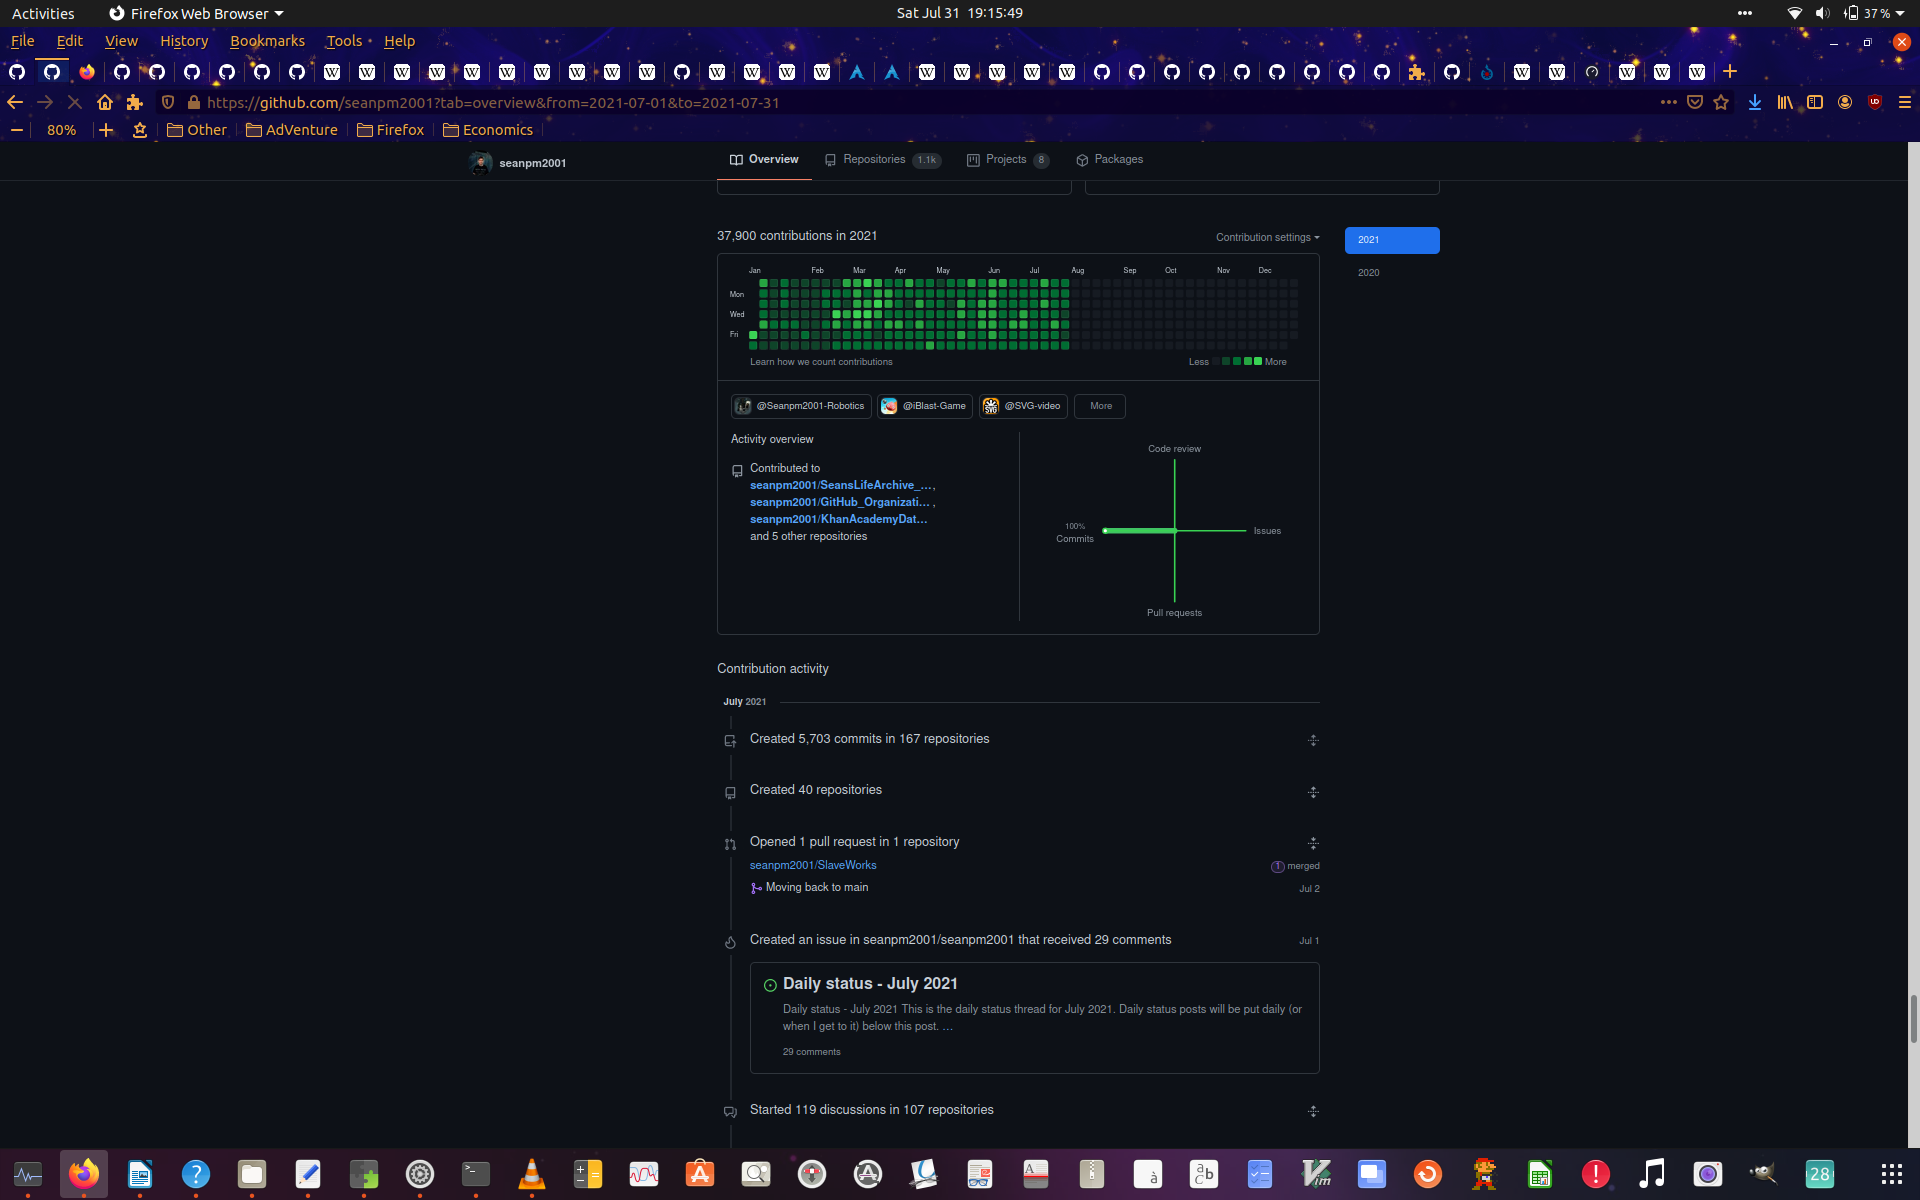 Activities
Firefox Web Browser
Sat Jul 31 19:15:49
37 %
File Edit View History Bookmarks Tools Help
https://github.com/seanpm2001?tab=overview&from=2021-07-01&to=2021-07-31
80%
Other
AdVenture
Firefox
Economics
seanpm2001
Overview
Repositories 1.1k
Projects 8
Packages
37,900 contributions in 2021
Contribution settings
2021
2020
Jan Feb Mar Apr May Jun Jul Aug Sep Oct Nov Dec
Mon
Wed
Fri
Learn how we count contributions
Less
More
@Seanpm2001-Robotics
@iBlast-Game
SVG
@SVG-video
More
Activity overview
Contributed to
seanpm2001/SeansLifeArchive_… ,
seanpm2001/GitHub_Organizati… ,
seanpm2001/KhanAcademyDat…
and 5 other repositories
Code review
100%
Commits
Issues
Pull requests
Contribution activity
July 2021
Created 5,703 commits in 167 repositories
Created 40 repositories
Opened 1 pull request in 1 repository
seanpm2001/SlaveWorks
1 merged
Moving back to main
Jul 2
Created an issue in seanpm2001/seanpm2001 that received 29 comments
Jul 1
Daily status - July 2021
Daily status - July 2021 This is the daily status thread for July 2021. Daily status posts will be put daily (or
when I get to it) below this post. …
29 comments
Started 119 discussions in 107 repositories
28